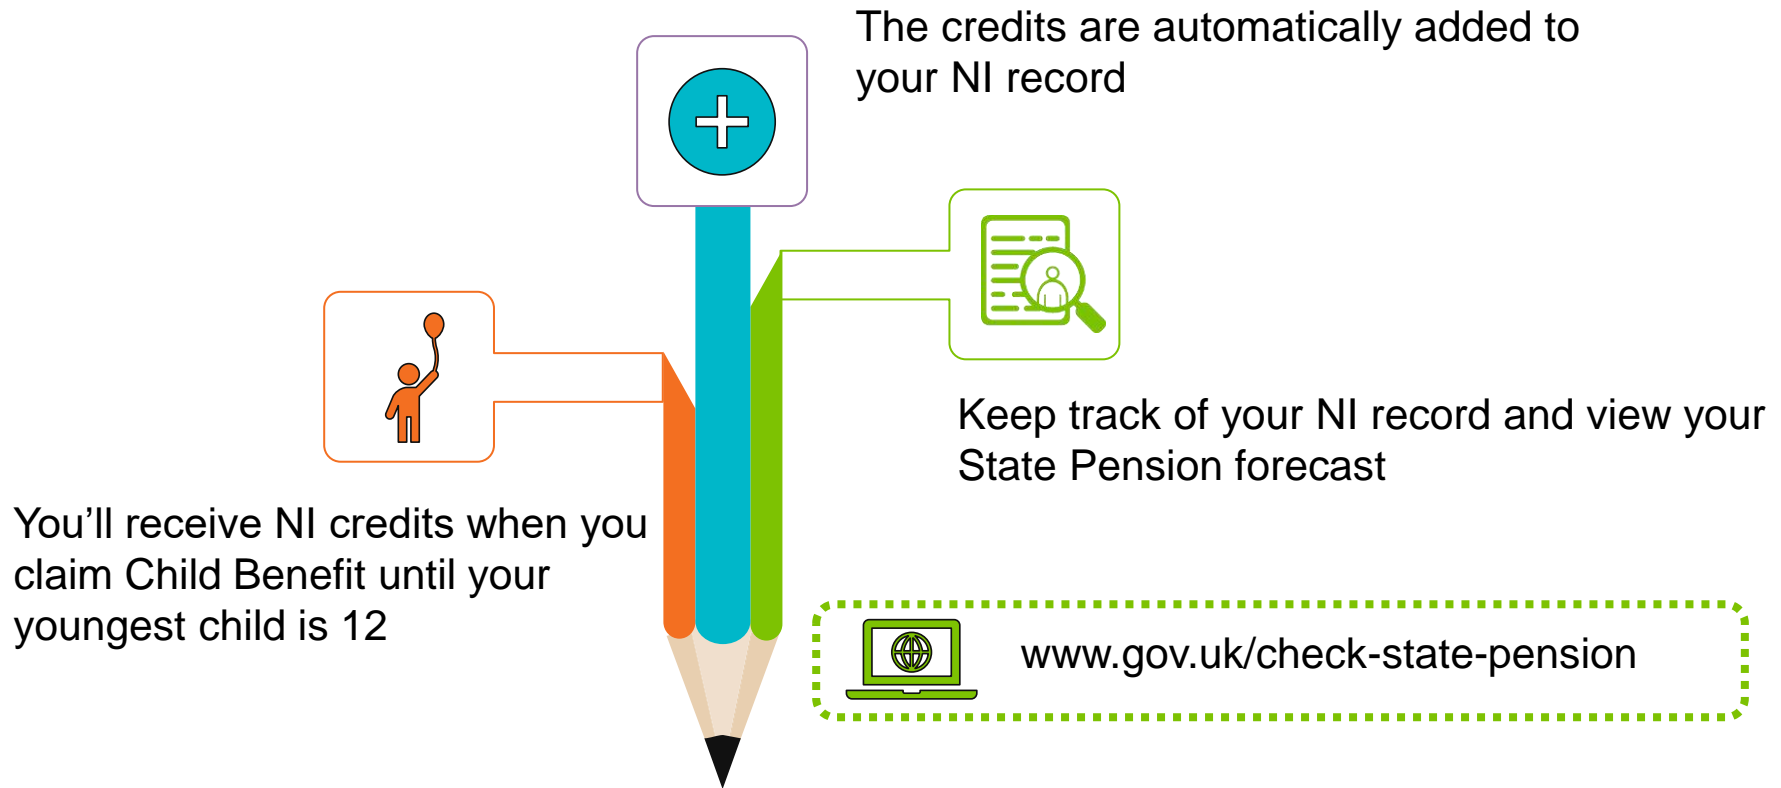 The credits are automatically added to
your NI record
Keep track of your NI record and view your
State Pension forecast
You’ll receive NI credits when you
claim Child Benefit until your
youngest child is 12
www.gov.uk/check-state-pension